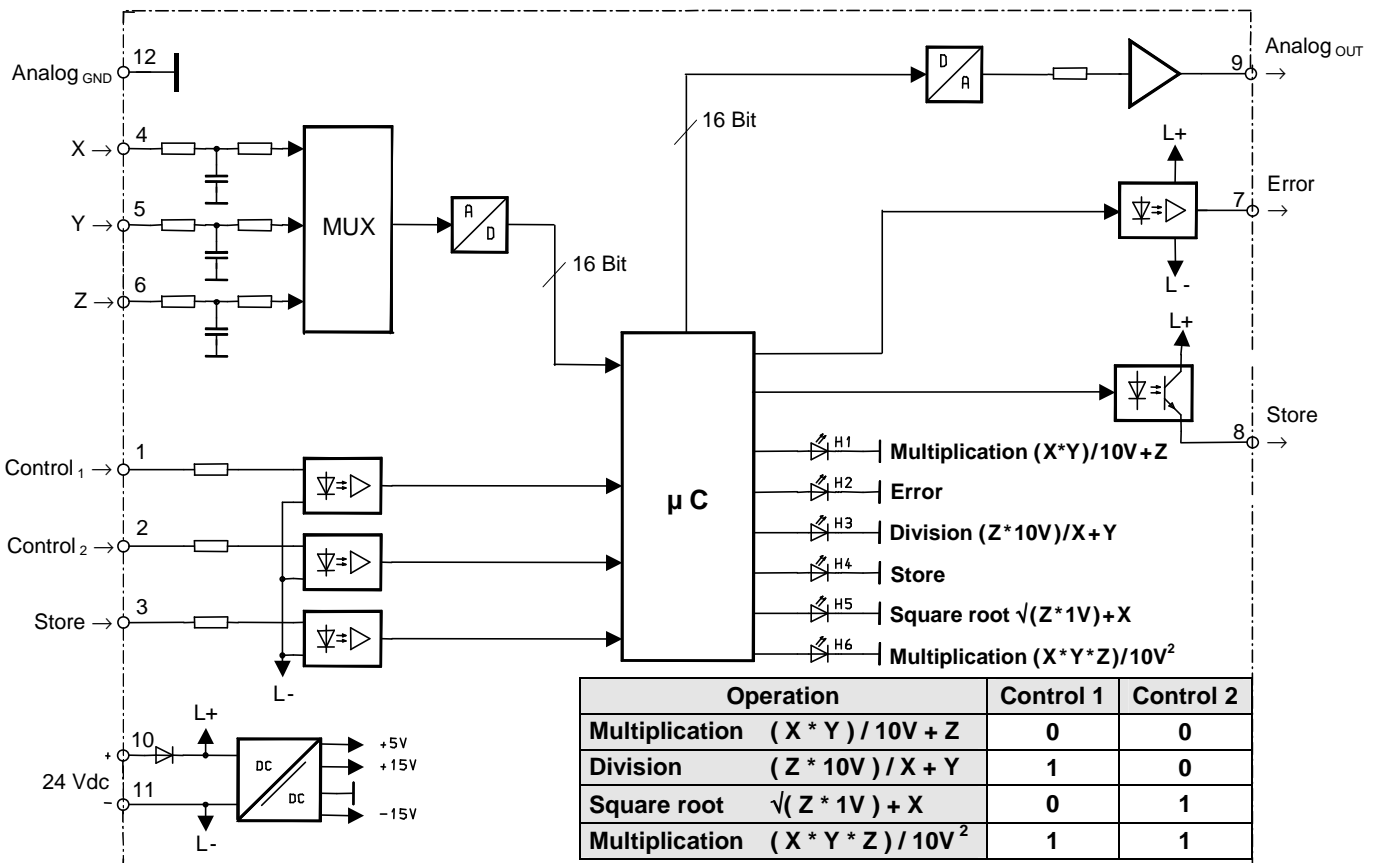 Analog GND
12
X →
4
Y →
5
Z →
6
MUX
A
D
16 Bit
16 Bit
D
A
9
Analog OUT
→
L+
7
Error
→
L -
L+
8
Store
→
Control 1 →
1
Control 2 →
2
Store →
3
L-
µ C
H1 Multiplication (X*Y)/10V+Z
H2 Error
H3 Division (Z*10V)/X+Y
H4 Store
H5 Square root √(Z*1V)+X
H6 Multiplication (X*Y*Z)/10V²
L+
+ 10
24 Vdc
− 11
L-
DC
DC
+5V
+15V
-15V
Operation Control 1 Control 2
Multiplication ( X * Y ) / 10V + Z 0 0
Division ( Z * 10V ) / X + Y 1 0
Square root √( Z * 1V ) + X 0 1
Multiplication ( X * Y * Z ) / 10V² 1 1